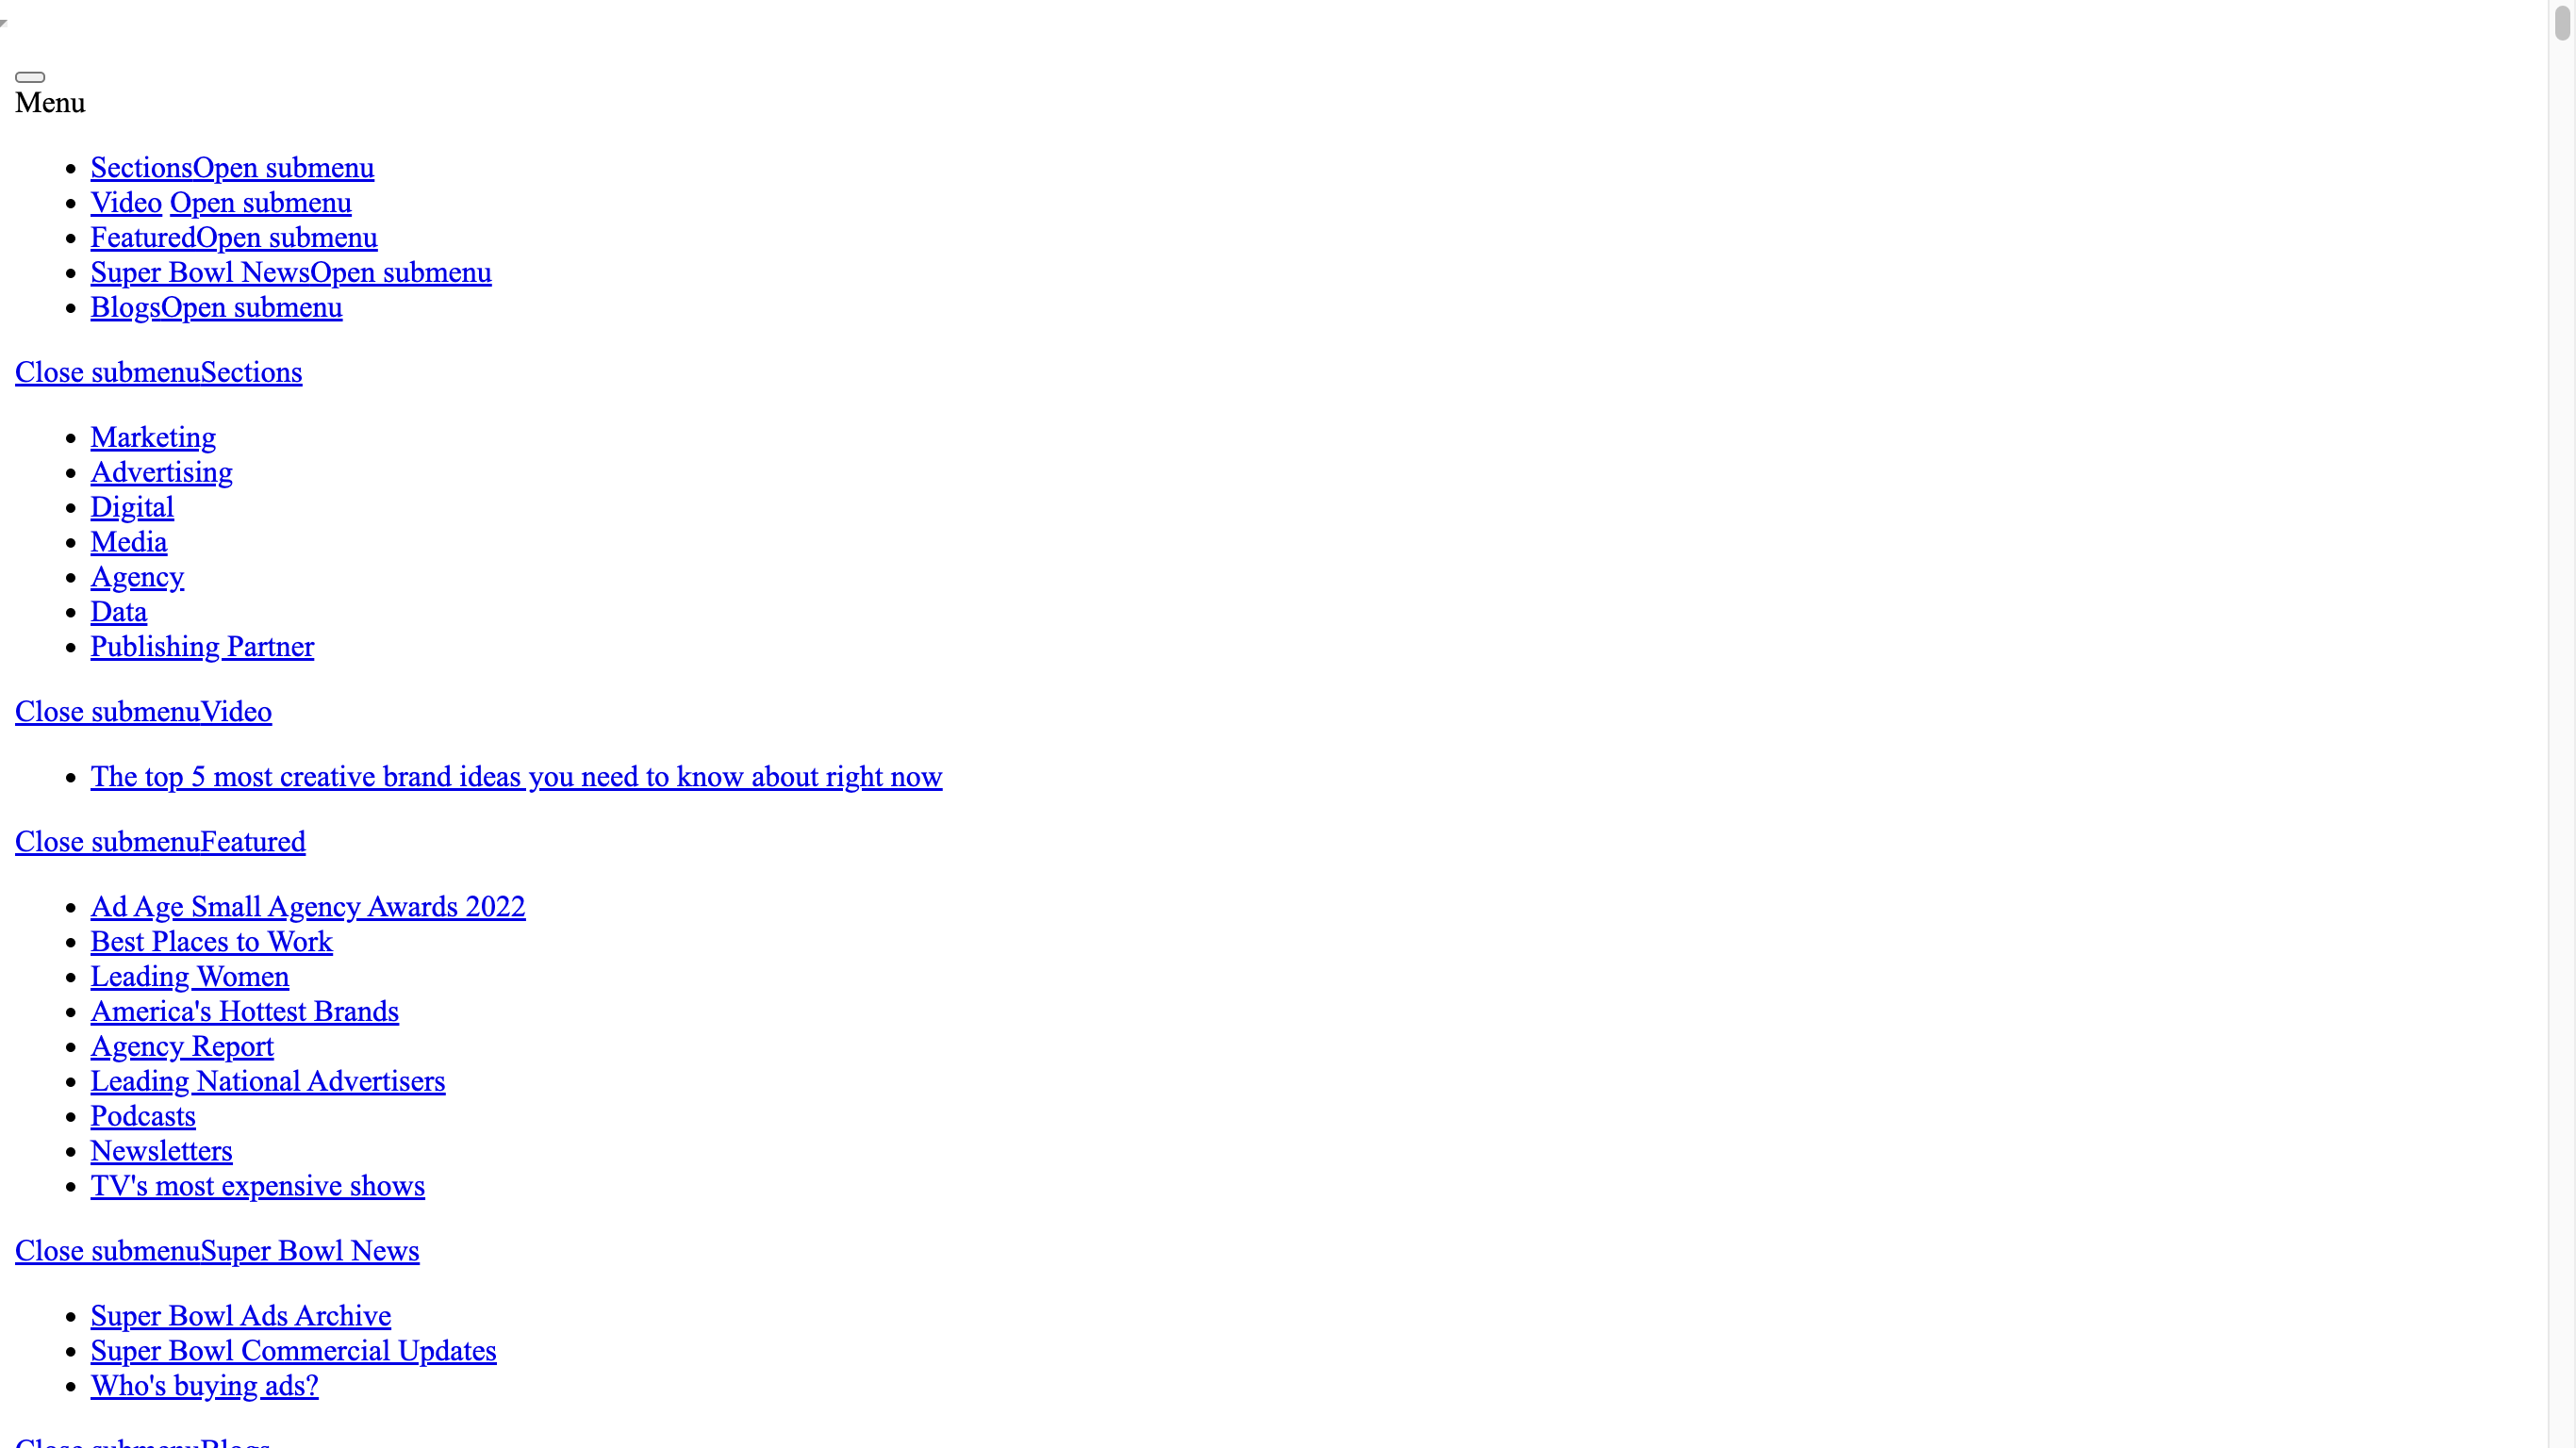 Menu
SectionsOpen submenu
Video Open submenu
FeaturedOpen submenu
Super Bowl NewsOpen submenu
BlogsOpen submenu
Close submenuSections
Marketing
Advertising
Digital
Media
Agency
Data
Publishing Partner
Close submenuVideo
The top 5 most creative brand ideas you need to know about right now
Close submenuFeatured
Ad Age Small Agency Awards 2022
Best Places to Work
Leading Women
America's Hottest Brands
Agency Report
Leading National Advertisers
Podcasts
Newsletters
TV's most expensive shows
Close submenuSuper Bowl News
Super Bowl Ads Archive
Super Bowl Commercial Updates
Who's buying ads?
Close submenuBlogs